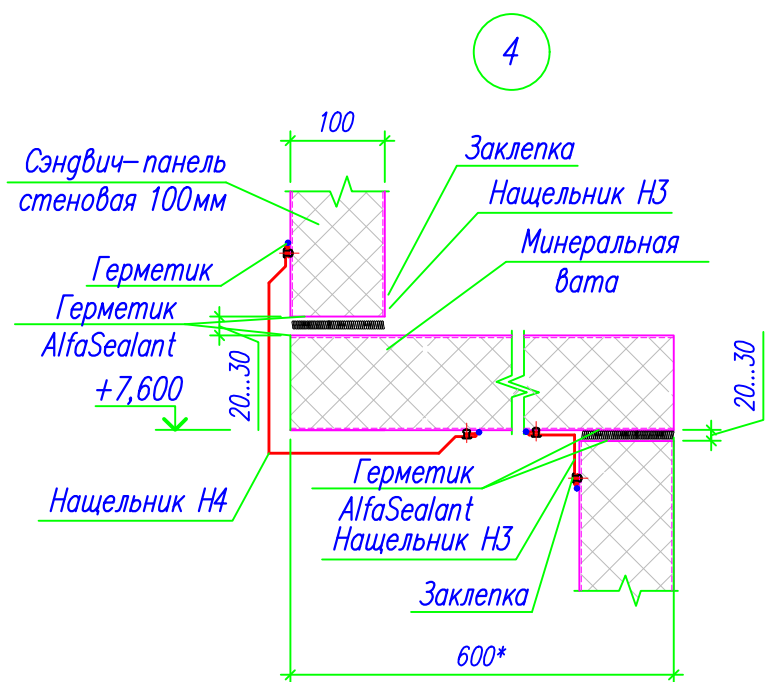 4
100
Сэндвич-панель
стеновая 100мм
Заклепка
Нащельник Н3
Минеральная
вата
Герметик
Герметик
AlfaSealant
20...30
+7,600
20...30
Герметик
AlfaSealant
Нащельник Н4
Нащельник Н3
Заклепка
600*